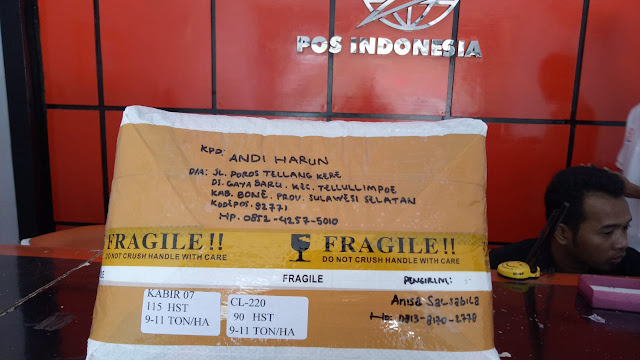 POS INDONESIA
KPD: ANDI HARUN
D/A: JL. POROS TELLANG KERE
DS. GAYA BARU. KEC. TELLULLIMPOE
KAB. BONE. PROV. SULAWESI SELATAN
KODEPOS. 92771
HP. 0852-4257-5010
FRAGILE!! FRAGILE!!
DO NOT CRUSH HANDLE WITH CARE DO NOT CRUSH HANDLE WITH CARE
FRAGILE
PENGIRIM:
KABIR 07
115 HST
9-11 TON/HA
CL-220
90 HST
9-11 TON/HA
Anisa Salsabila
Hp. 0813-8170-2778